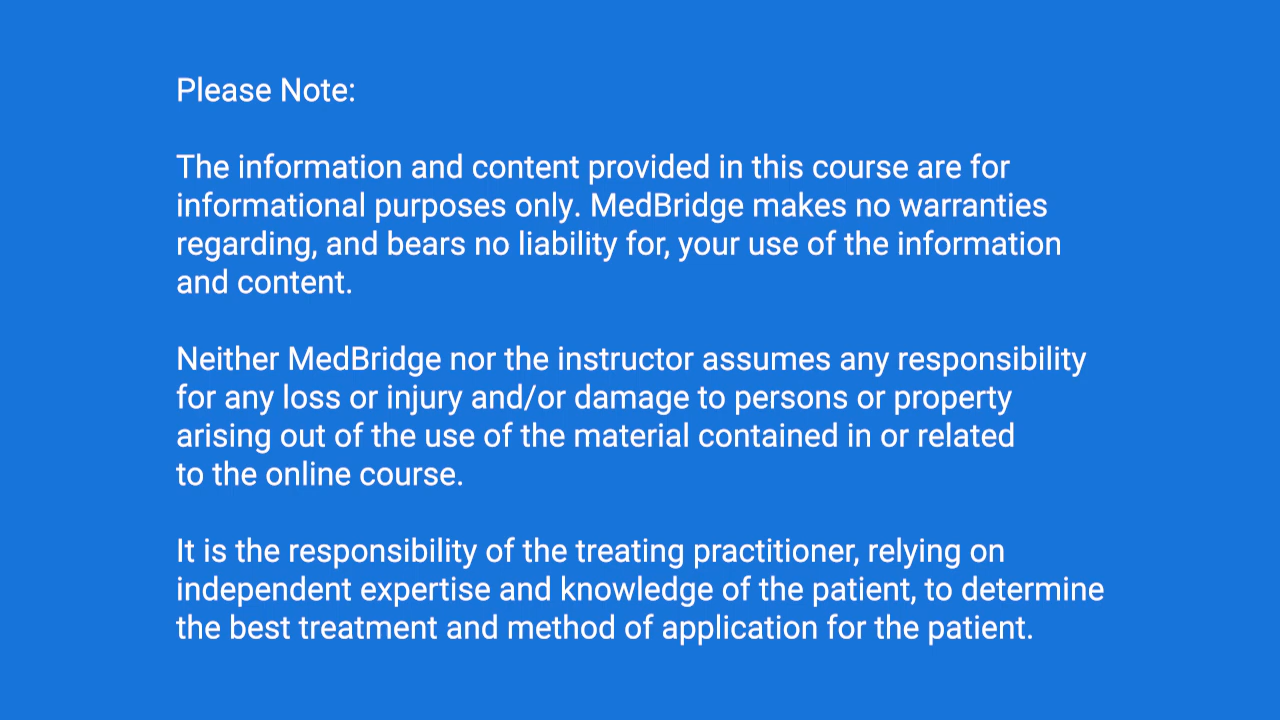 Please Note:
The information and content provided in this course are for
informational purposes only. MedBridge makes no warranties
regarding, and bears no liability for, your use of the information
and content.
Neither MedBridge nor the instructor assumes any responsibility
for any loss or injury and/or damage to persons or property
arising out of the use of the material contained in or related
to the online course.
It is the responsibility of the treating practitioner, relying on
independent expertise and knowledge of the patient, to determine
the best treatment and method of application for the patient.